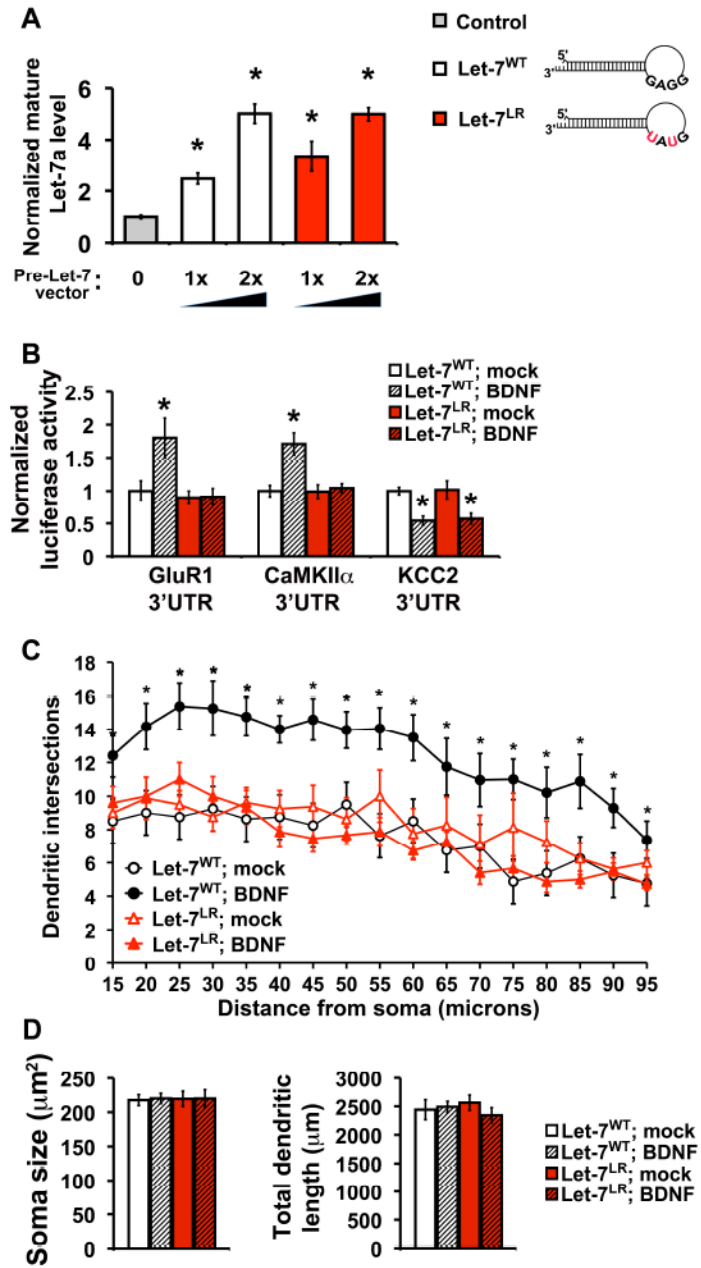 A
Normalized mature
Let-7a level
6
4
2
0
*
*
*
*
Pre-Let-7 :
vector
0
1x
2x
1x
2x
Control
Let-7WT
5'
3'
GAGG
Let-7LR
5'
3'
UAUG
B
Normalized
luciferase activity
2.5
2
1.5
1
0.5
0
*
*
*
*
Let-7WT; mock
Let-7WT; BDNF
Let-7LR; mock
Let-7LR; BDNF
GluR1
3'UTR
CaMKIIα
3'UTR
KCC2
3'UTR
C
Dendritic intersections
18
16
14
12
10
8
6
4
2
0
* * * * * * * * * * * * * * * *
Let-7WT; mock
Let-7WT; BDNF
Let-7LR; mock
Let-7LR; BDNF
15 20 25 30 35 40 45 50 55 60 65 70 75 80 85 90 95
Distance from soma (microns)
D
Soma size (μm2)
250
200
150
100
50
0
Total dendritic
length (μm)
3000
2500
2000
1500
1000
500
0
Let-7WT; mock
Let-7WT; BDNF
Let-7LR; mock
Let-7LR; BDNF